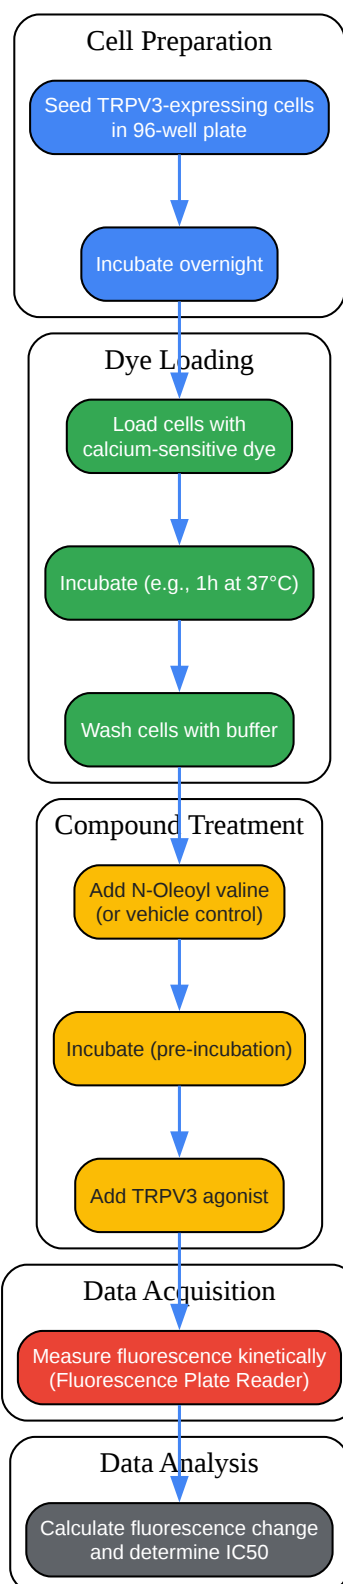 Cell Preparation
Seed TRPV3-expressing cells
in 96-well plate
Incubate overnight
Dye Loading
Load cells with
calcium-sensitive dye
Incubate (e.g., 1h at 37°C)
Wash cells with buffer
Compound Treatment
Add N-Oleoyl valine
(or vehicle control)
Incubate (pre-incubation)
Add TRPV3 agonist
Data Acquisition
Measure fluorescence kinetically
(Fluorescence Plate Reader)
Data Analysis
Calculate fluorescence change
and determine IC50